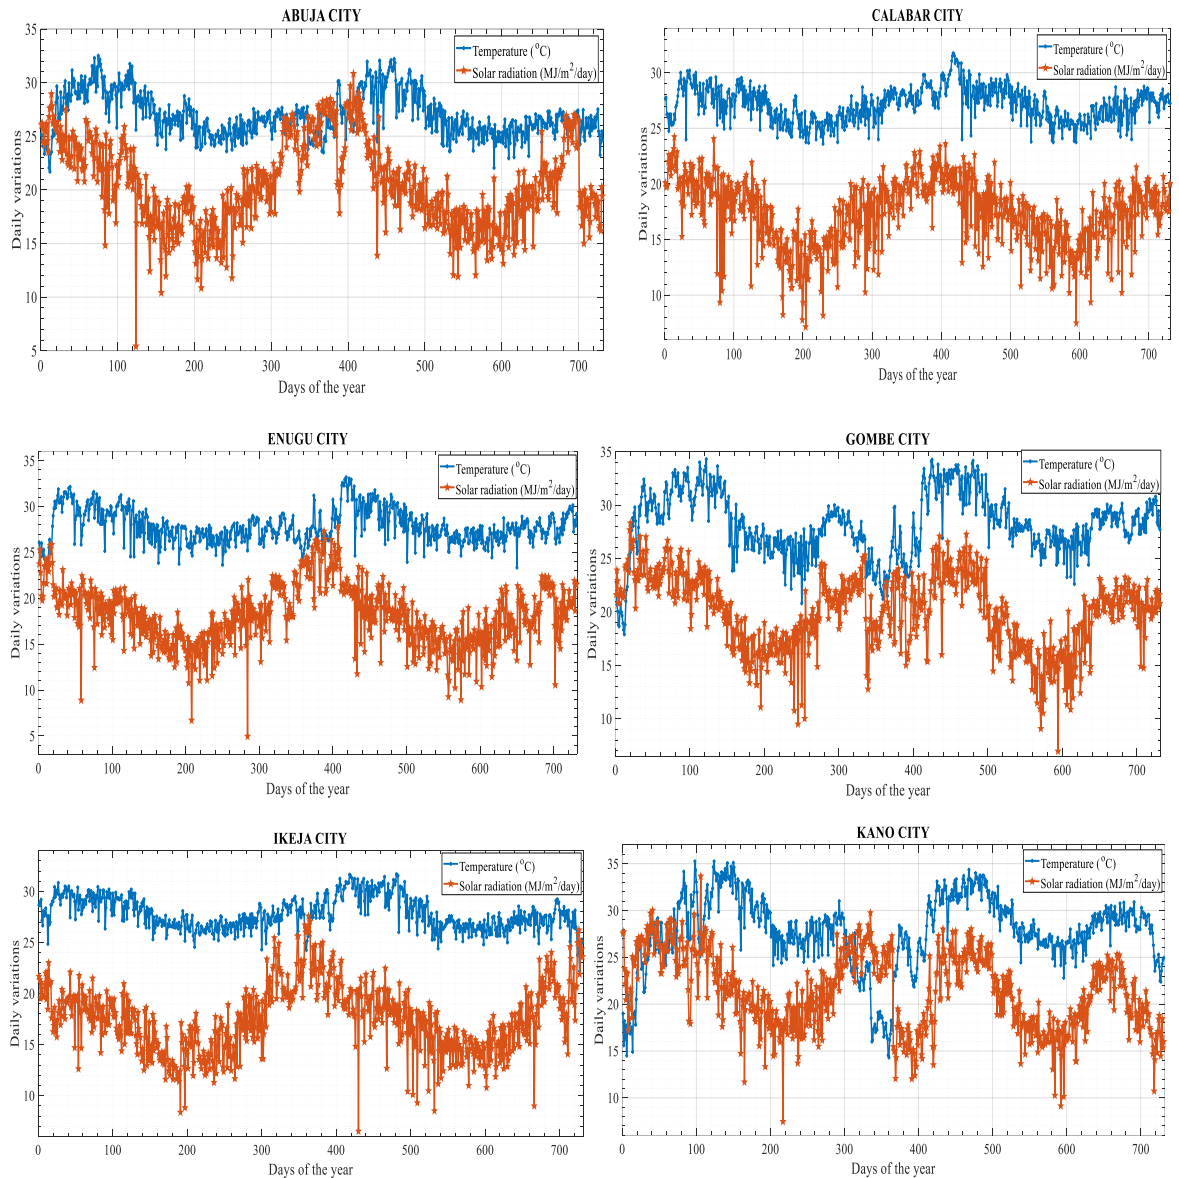 ABUJA CITY
35
30
25
20
15
10
5
Daily variations
Temperature (°C)
Solar radiation (MJ/m²/day)
0 100 200 300 400 500 600 700
Days of the year
CALABAR CITY
30
25
20
15
10
Daily variations
Temperature (°C)
Solar radiation (MJ/m²/day)
0 100 200 300 400 500 600 700
Days of the year
ENUGU CITY
35
30
25
20
15
10
5
Daily variations
Temperature (°C)
Solar radiation (MJ/m²/day)
0 100 200 300 400 500 600 700
Days of the year
GOMBE CITY
35
30
25
20
15
10
Daily variations
Temperature (°C)
Solar radiation (MJ/m²/day)
0 100 200 300 400 500 600 700
Days of the year
IKEJA CITY
30
25
20
15
10
Daily variations
Temperature (°C)
Solar radiation (MJ/m²/day)
0 100 200 300 400 500 600 700
Days of the year
KANO CITY
35
30
25
20
15
10
Daily variations
Temperature (°C)
Solar radiation (MJ/m²/day)
0 100 200 300 400 500 600 700
Days of the year